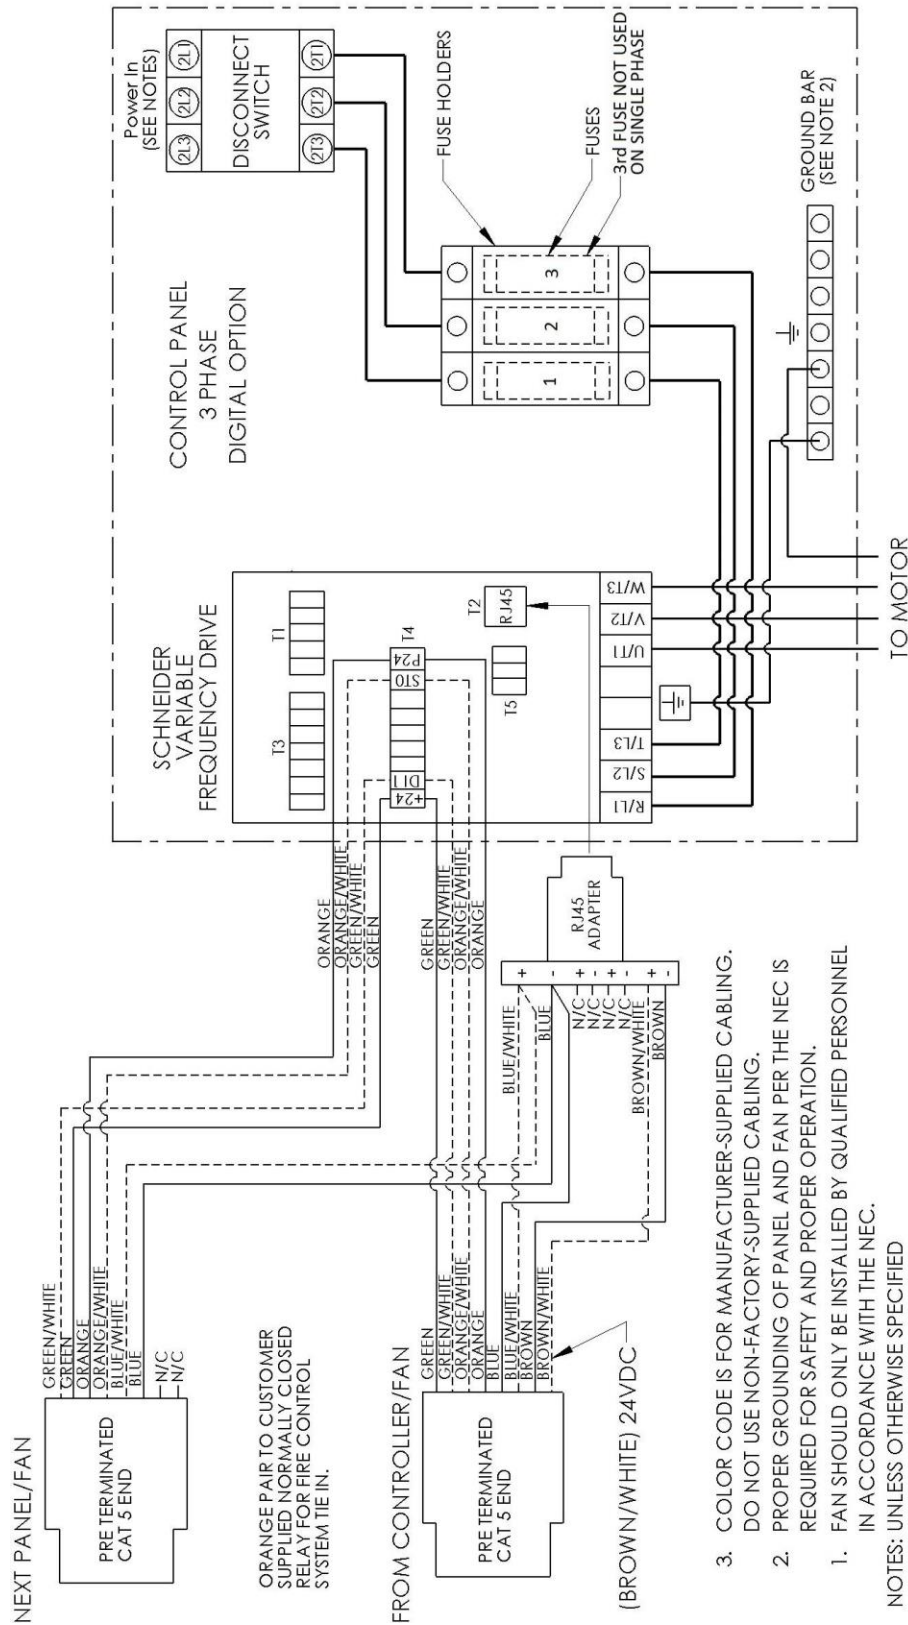 NEXT PANEL/FAN
PRE TERMINATED
CAT 5 END
GREEN/WHITE
GREEN
ORANGE
ORANGE/WHITE
BLUE/WHITE
BLUE
N/C
N/C
ORANGE PAIR TO CUSTOMER
SUPPLIED NORMALLY CLOSED
RELAY FOR FIRE CONTROL
SYSTEM TIE IN.
FROM CONTROLLER/FAN
PRE TERMINATED
CAT 5 END
GREEN
GREEN/WHITE
ORANGE/WHITE
ORANGE
BLUE
BLUE/WHITE
BROWN
BROWN/WHITE
(BROWN/WHITE) 24VDC
ORANGE
ORANGE/WHITE
GREEN/WHITE
GREEN
GREEN
GREEN/WHITE
ORANGE/WHITE
ORANGE
BLUE/WHITE
BLUE
N/C
N/C
N/C
N/C
BROWN/WHITE
BROWN
+
-
+
-
+
-
+
-
RJ45
ADAPTER
SCHNEIDER
VARIABLE
FREQUENCY DRIVE
T3
T1
T4
+24
DI1
ST0
P24
T5
T2
RJ45
R/L1
S/L2
T/L3
U/T1
V/T2
W/T3
TO MOTOR
CONTROL PANEL
3 PHASE
DIGITAL OPTION
Power In
(SEE NOTES)
2L3
2L2
2L1
DISCONNECT
SWITCH
2T3
2T2
2T1
FUSE HOLDERS
1
2
3
FUSES
3rd FUSE NOT USED
ON SINGLE PHASE
GROUND BAR
(SEE NOTE 2)
3. COLOR CODE IS FOR MANUFACTURER-SUPPLIED CABLING.
DO NOT USE NON-FACTORY-SUPPLIED CABLING.
2. PROPER GROUNDING OF PANEL AND FAN PER THE NEC IS
REQUIRED FOR SAFETY AND PROPER OPERATION.
1. FAN SHOULD ONLY BE INSTALLED BY QUALIFIED PERSONNEL
IN ACCORDANCE WITH THE NEC.
NOTES: UNLESS OTHERWISE SPECIFIED